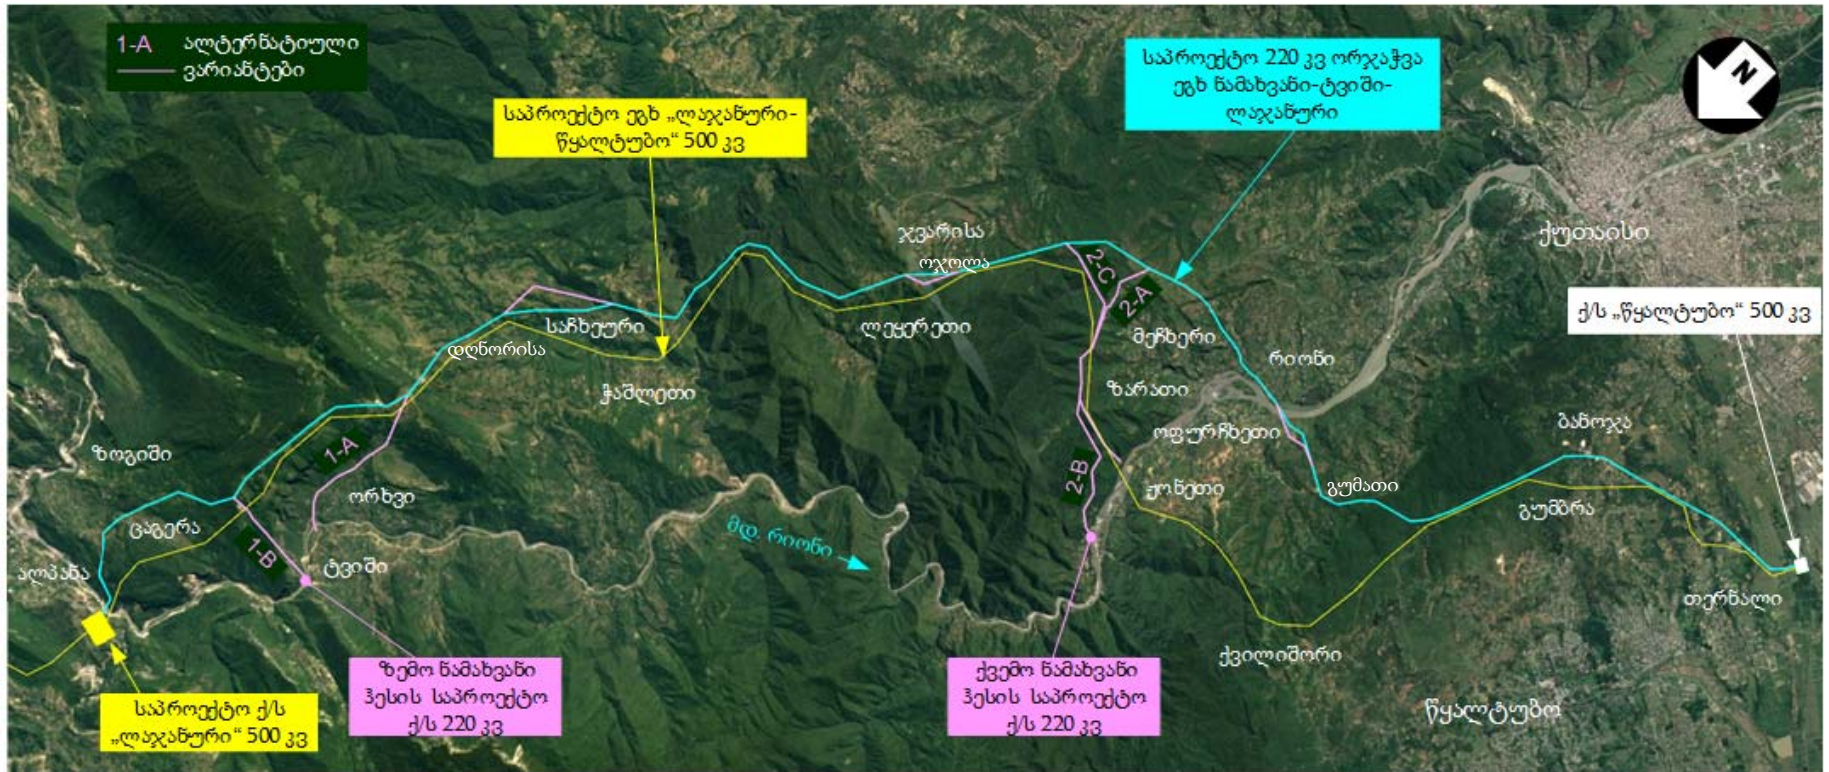 1-A ალტერნატიული
ვარიანტები
საპროექტო ეგხ „ლაჯანური-
წყალტუბო“ 500 კვ
საპროექტო 220 კვ ორჯაჭვა
ეგხ ნამახვანი-ტვიში-
ლაჯანური
N
ქუთაისი
ქ/ს „წყალტუბო“ 500 კვ
ჯვარისა
ოჯოლა
2-C
2-A
საჩხეური
ლეყერეთი
მეჩხერი
დღნორისა
რიონი
ჭაშლეთი
ზარათი
ბანოჯა
ოფურჩხეთი
1-A
ზოგიში
2-B
ჟონეთი
გუმათი
ორხვი
გუმბრა
ცაგერა
მდ. რიონი
1-B
ტვიში
ალპანა
თერნალი
ქვილიშორი
წყალტუბო
საპროექტო ქ/ს
„ლაჯანური“ 500 კვ
ზემო ნამახვანი
ჰესის საპროექტო
ქ/ს 220 კვ
ქვემო ნამახვანი
ჰესის საპროექტო
ქ/ს 220 კვ